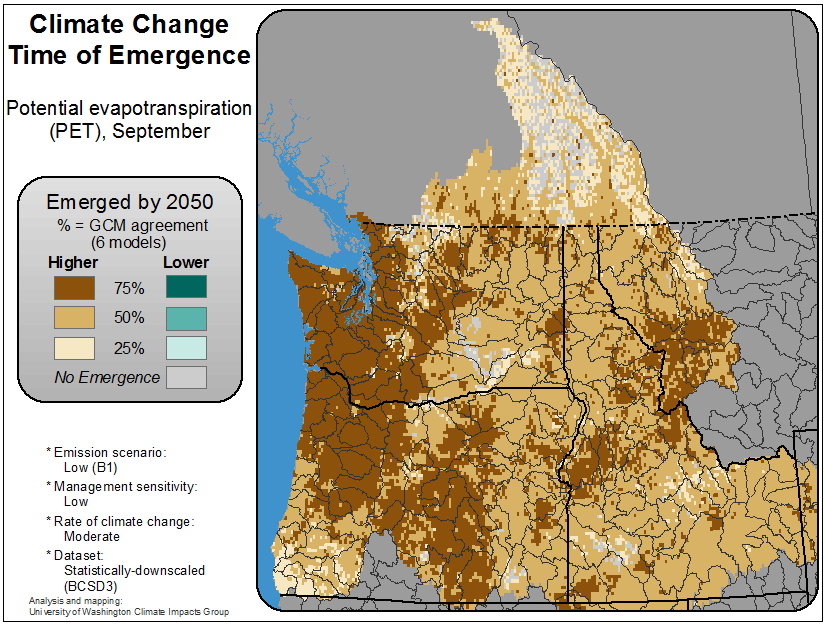 Climate Change
Time of Emergence
Potential evapotranspiration
(PET), September
Emerged by 2050
% = GCM agreement
(6 models)
Higher Lower
75%
50%
25%
No Emergence
* Emission scenario:
Low (B1)
* Management sensitivity:
Low
* Rate of climate change:
Moderate
* Dataset:
Statistically-downscaled
(BCSD3)
Analysis and mapping:
University of Washington Climate Impacts Group